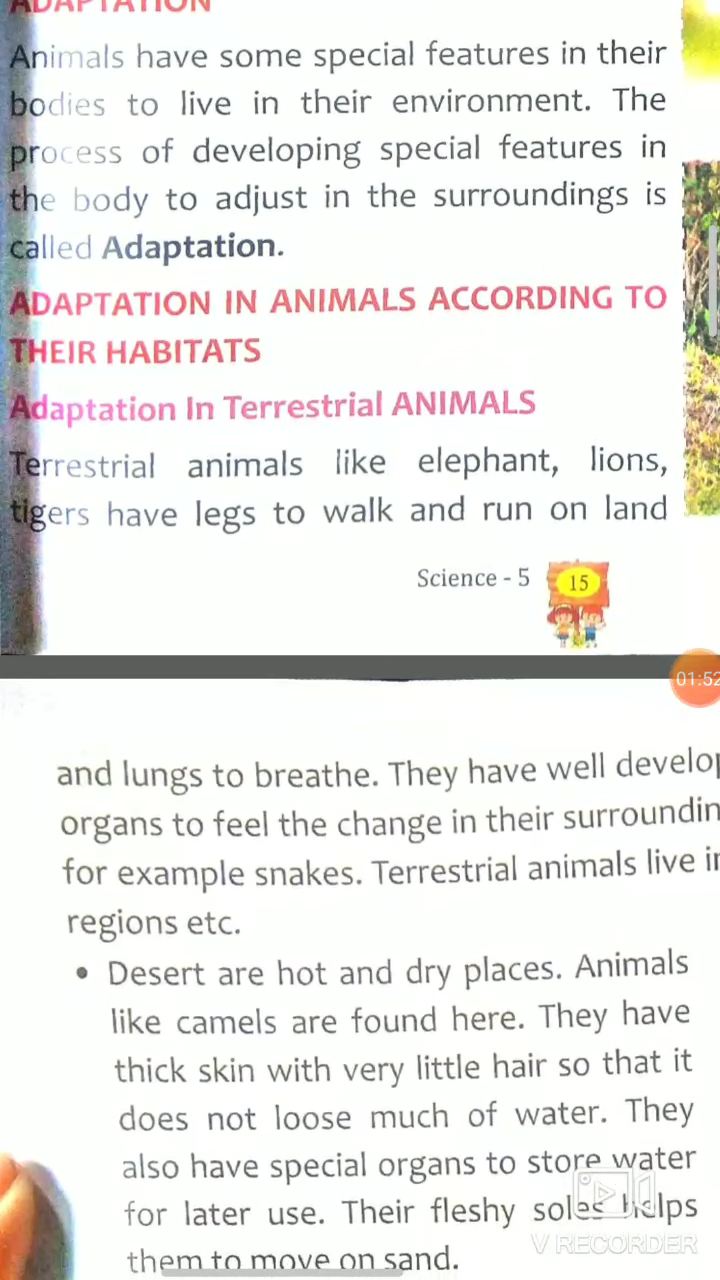 ADAPTATION
Animals have some special features in their
bodies to live in their environment. The
process of developing special features in
the body to adjust in the surroundings is
called Adaptation.
ADAPTATION IN ANIMALS ACCORDING TO
THEIR HABITATS
Adaptation In Terrestrial ANIMALS
Terrestrial animals like elephant, lions,
tigers have legs to walk and run on land
Science - 5 15
01:52
and lungs to breathe. They have well develop
organs to feel the change in their surroundin
for example snakes. Terrestrial animals live in
regions etc.
• Desert are hot and dry places. Animals
like camels are found here. They have
thick skin with very little hair so that it
does not loose much of water. They
also have special organs to store water
for later use. Their fleshy soles helps
them to move on sand.
V RECORDER